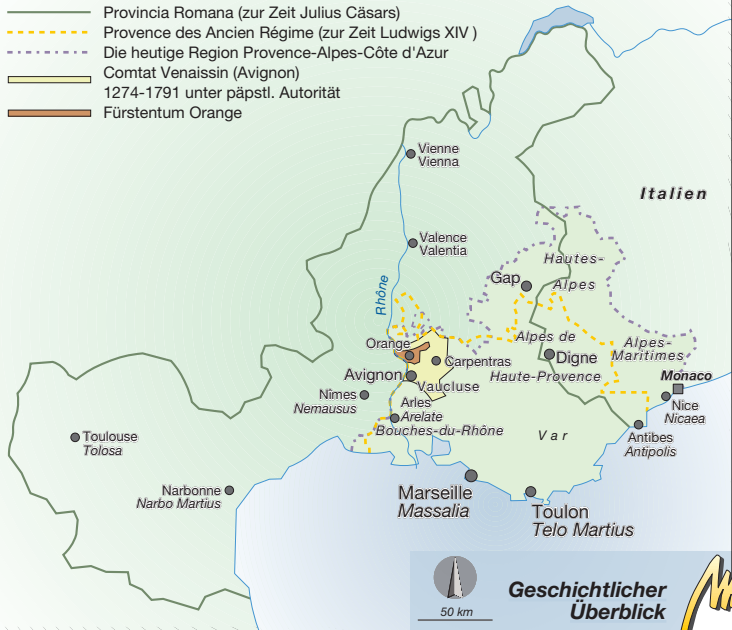 Provincia Romana (zur Zeit Julius Cäsars)
Provence des Ancien Régime (zur Zeit Ludwigs XIV )
Die heutige Region Provence-Alpes-Côte d'Azur
Comtat Venaissin (Avignon)
1274-1791 unter päpstl. Autorität
Fürstentum Orange
Vienne
Vienna
Italien
Valence
Valentia
Hautes-
Alpes
Gap
Rhône
Orange
Carpentras
Alpes de
Haute-Provence
Digne
Alpes-
Maritimes
Avignon
Vaucluse
Monaco
Nîmes
Nemausus
Arles
Arelate
Nice
Nicaea
Bouches-du-Rhône
Var
Antibes
Antipolis
Toulouse
Tolosa
Narbonne
Narbo Martius
Marseille
Massalia
Toulon
Telo Martius
50 km
Geschichtlicher
Überblick